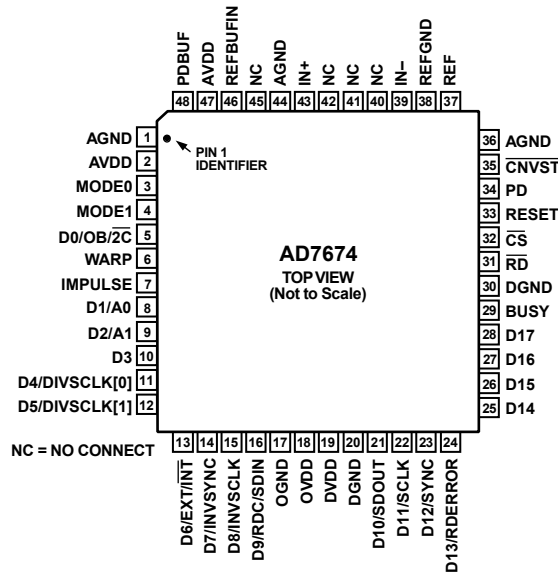 PDBUF
AVDD
REFBUFIN
NC
AGND
IN+
NC
NC
NC
IN–
REFGND
REF
48 47 46 45 44 43 42 41 40 39 38 37
AGND 1
AVDD 2
MODE0 3
MODE1 4
D0/OB/2̅C̅ 5
WARP 6
IMPULSE 7
D1/A0 8
D2/A1 9
D3 10
D4/DIVSCLK[0] 11
D5/DIVSCLK[1] 12
PIN 1
IDENTIFIER
AD7674
TOP VIEW
(Not to Scale)
36 AGND
35 C̅N̅V̅S̅T̅
34 PD
33 RESET
32 C̅S̅
31 R̅D̅
30 DGND
29 BUSY
28 D17
27 D16
26 D15
25 D14
NC = NO CONNECT
13 14 15 16 17 18 19 20 21 22 23 24
D6/EXT/I̅N̅T̅
D7/INVSYNC
D8/INVSCLK
D9/RDC/SDIN
OGND
OVDD
DVDD
DGND
D10/SDOUT
D11/SCLK
D12/SYNC
D13/RDERROR